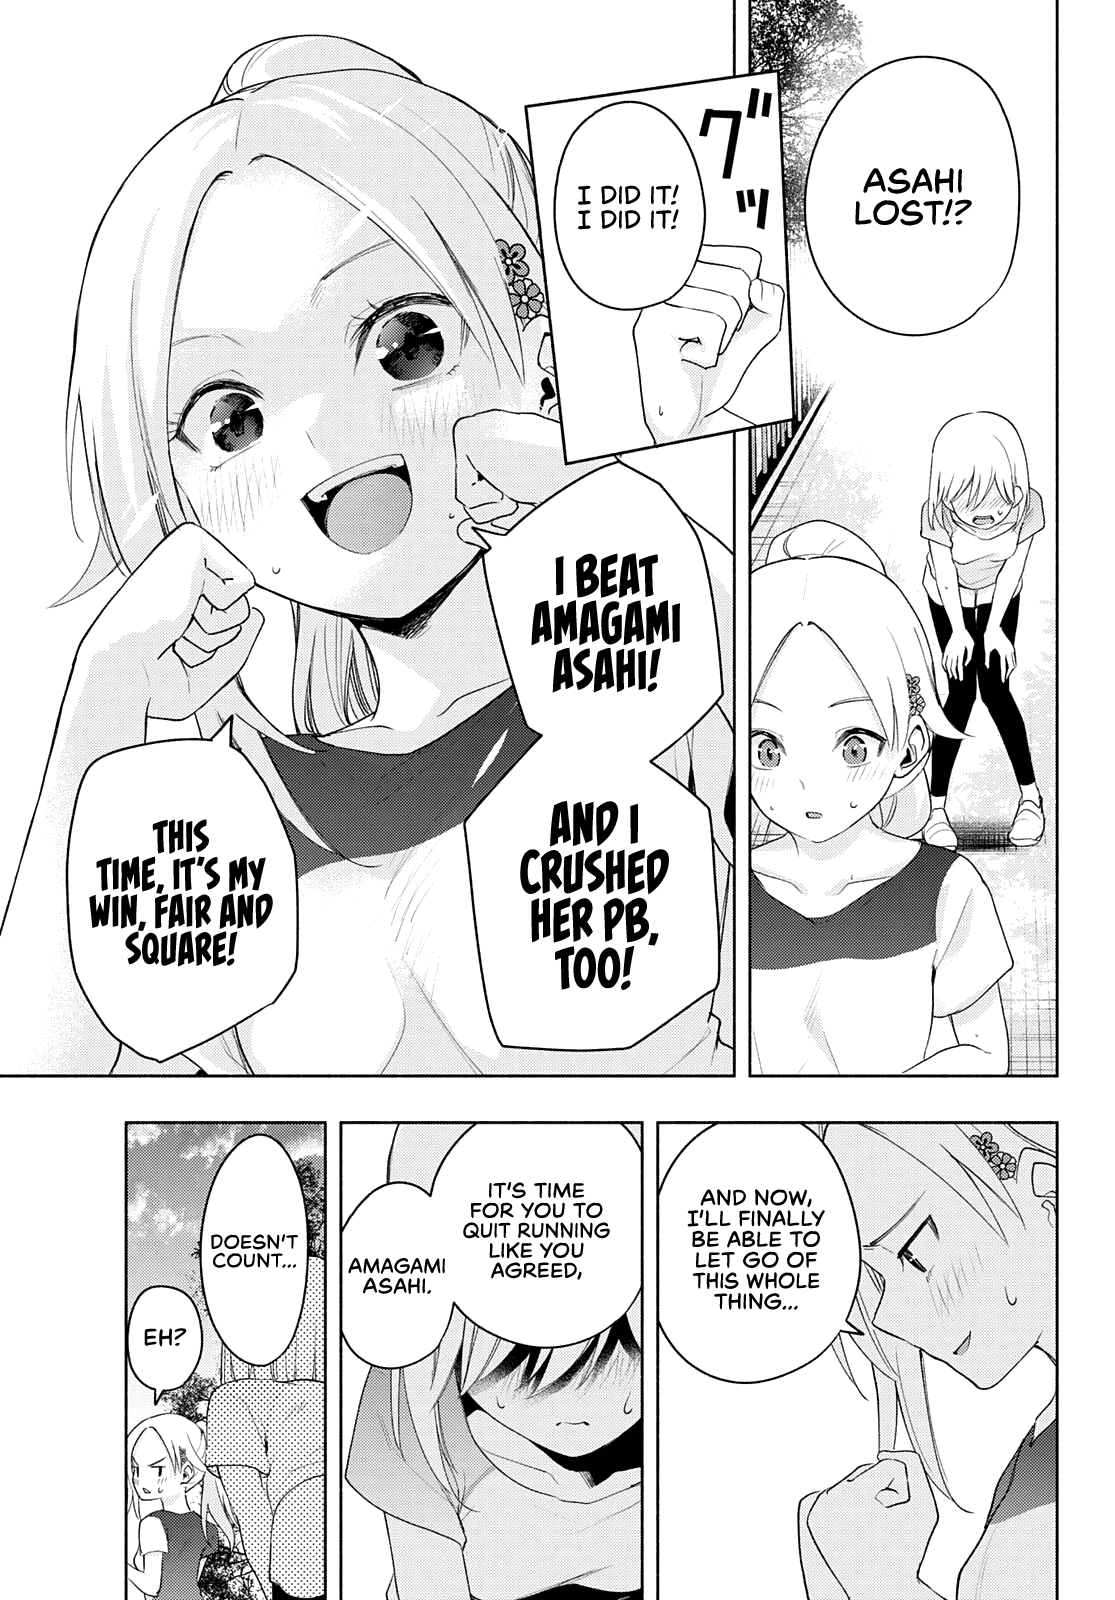 ASAHI
LOST!?
グッ
I DID IT!
I DID IT!
I BEAT
AMAGAMI
ASAHI!
AND I
CRUSHED
HER PB,
TOO!
THIS
TIME, IT'S MY
WIN, FAIR AND
SQUARE!
AND NOW,
I'LL FINALLY
BE ABLE TO
LET GO OF
THIS WHOLE
THING...
IT'S TIME
FOR YOU TO
QUIT RUNNING
LIKE YOU
AGREED,
AMAGAMI
ASAHI.
DOESN'T
COUNT...
EH?